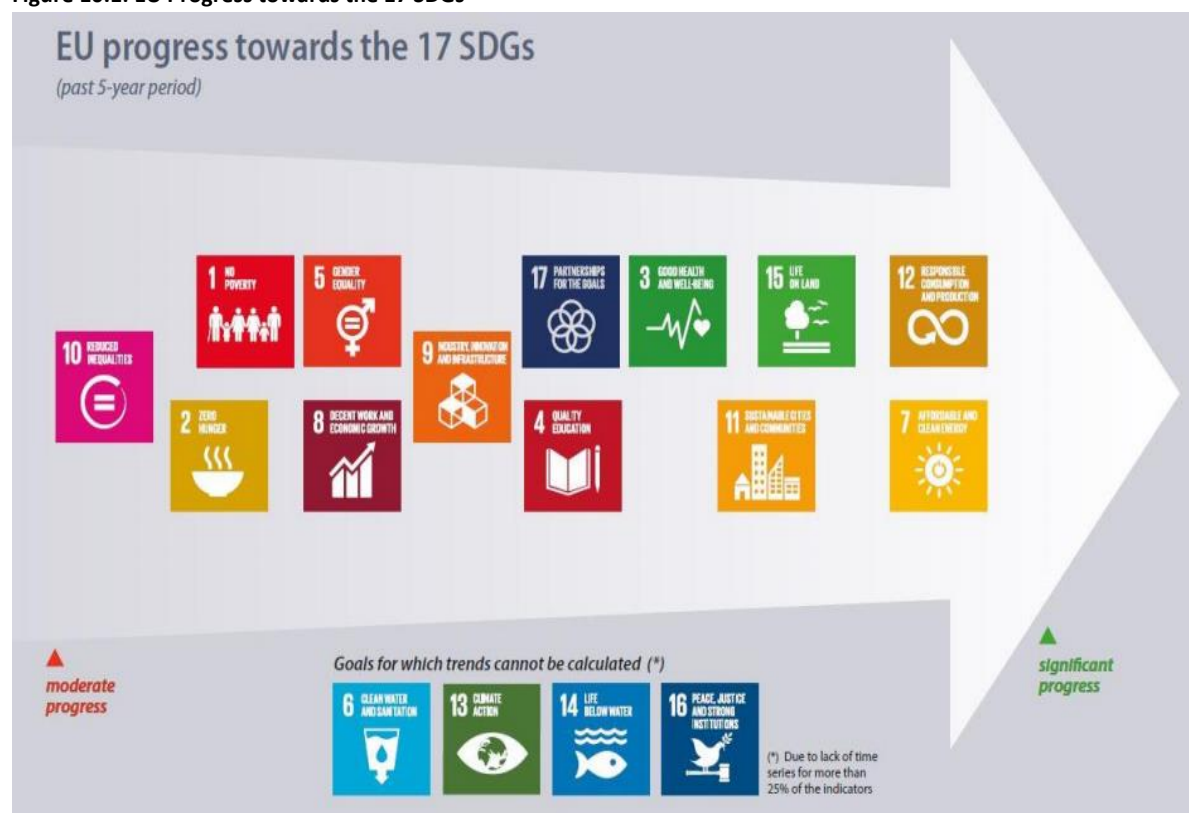 EU progress towards the 17 SDGs
(past 5-year period)
1 NO
POVERTY
5 GENDER
EQUALITY
17 PARTNERSHIPS
FOR THE GOALS
3 GOOD HEALTH
AND WELL-BEING
15 LIFE
ON LAND
12 RESPONSIBLE
CONSUMPTION
AND PRODUCTION
10 REDUCED
INEQUALITIES
9 INDUSTRY, INNOVATION
AND INFRASTRUCTURE
2 ZERO
HUNGER
8 DECENT WORK AND
ECONOMIC GROWTH
4 QUALITY
EDUCATION
11 SUSTAINABLE CITIES
AND COMMUNITIES
7 AFFORDABLE AND
CLEAN ENERGY
moderate
progress
significant
progress
Goals for which trends cannot be calculated (*)
6 CLEAN WATER
AND SANITATION
13 CLIMATE
ACTION
14 LIFE
BELOW WATER
16 PEACE, JUSTICE
AND STRONG
INSTITUTIONS
(*) Due to lack of time
series for more than
25% of the indicators